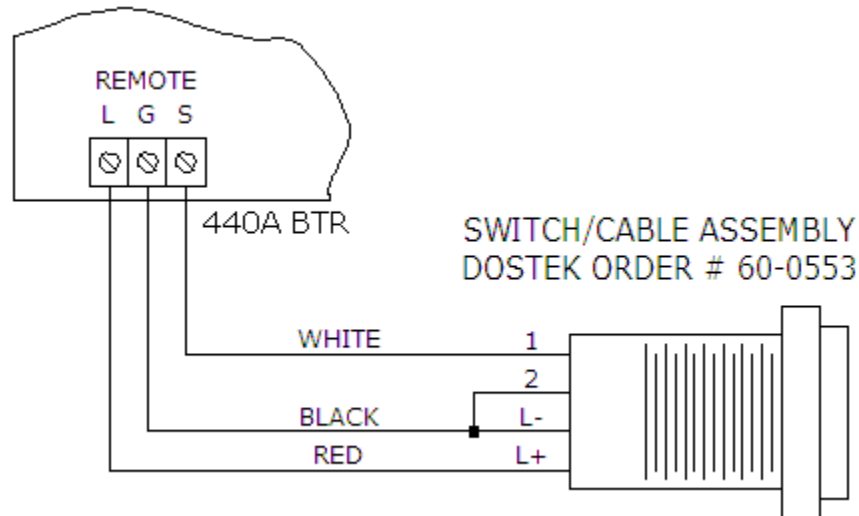 REMOTE
L G S
440A BTR
SWITCH/CABLE ASSEMBLY
DOSTEK ORDER # 60-0553
WHITE 1
2
BLACK L-
RED L+